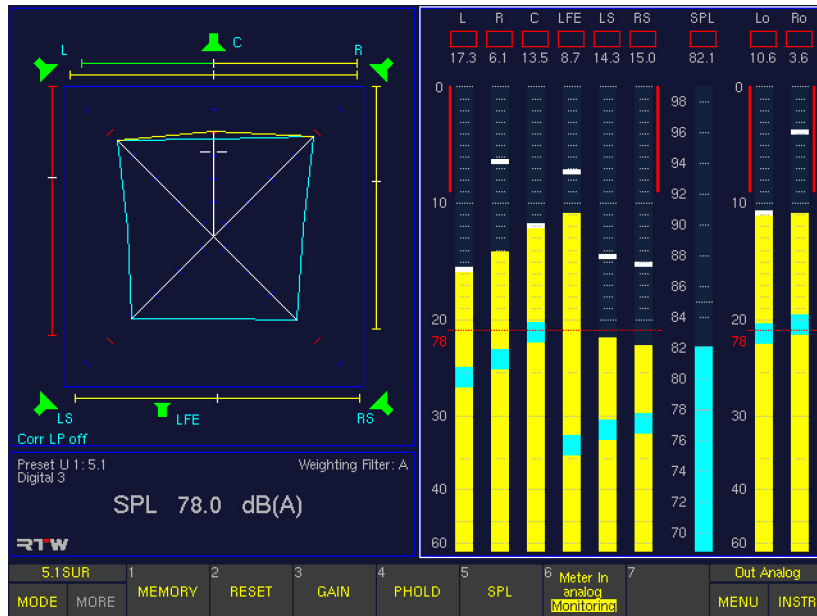 L C R
LS LFE RS
Corr LP off
Preset U 1: 5.1 Weighting Filter: A
Digital 3
SPL 78.0 dB(A)
RTW
L R C LFE LS RS SPL Lo Ro
17.3 6.1 13.5 8.7 14.3 15.0 82.1 10.6 3.6
0 98 0
96
94
92
10 90 10
88
86
20 84 20
78 82 78
80
30 78 30
76
74
40 72 40
70
60 60
5.1SUR 1 MEMORY 2 RESET 3 GAIN 4 PHOLD 5 SPL 6 Meter In 7 Out Analog
analog
MODE MORE Monitoring MENU INSTR